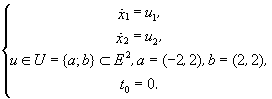 ẋ₁ = u₁,
ẋ₂ = u₂,
u ∈ U = {a; b} ⊂ E², a = (−2, 2), b = (2, 2),
t₀ = 0.